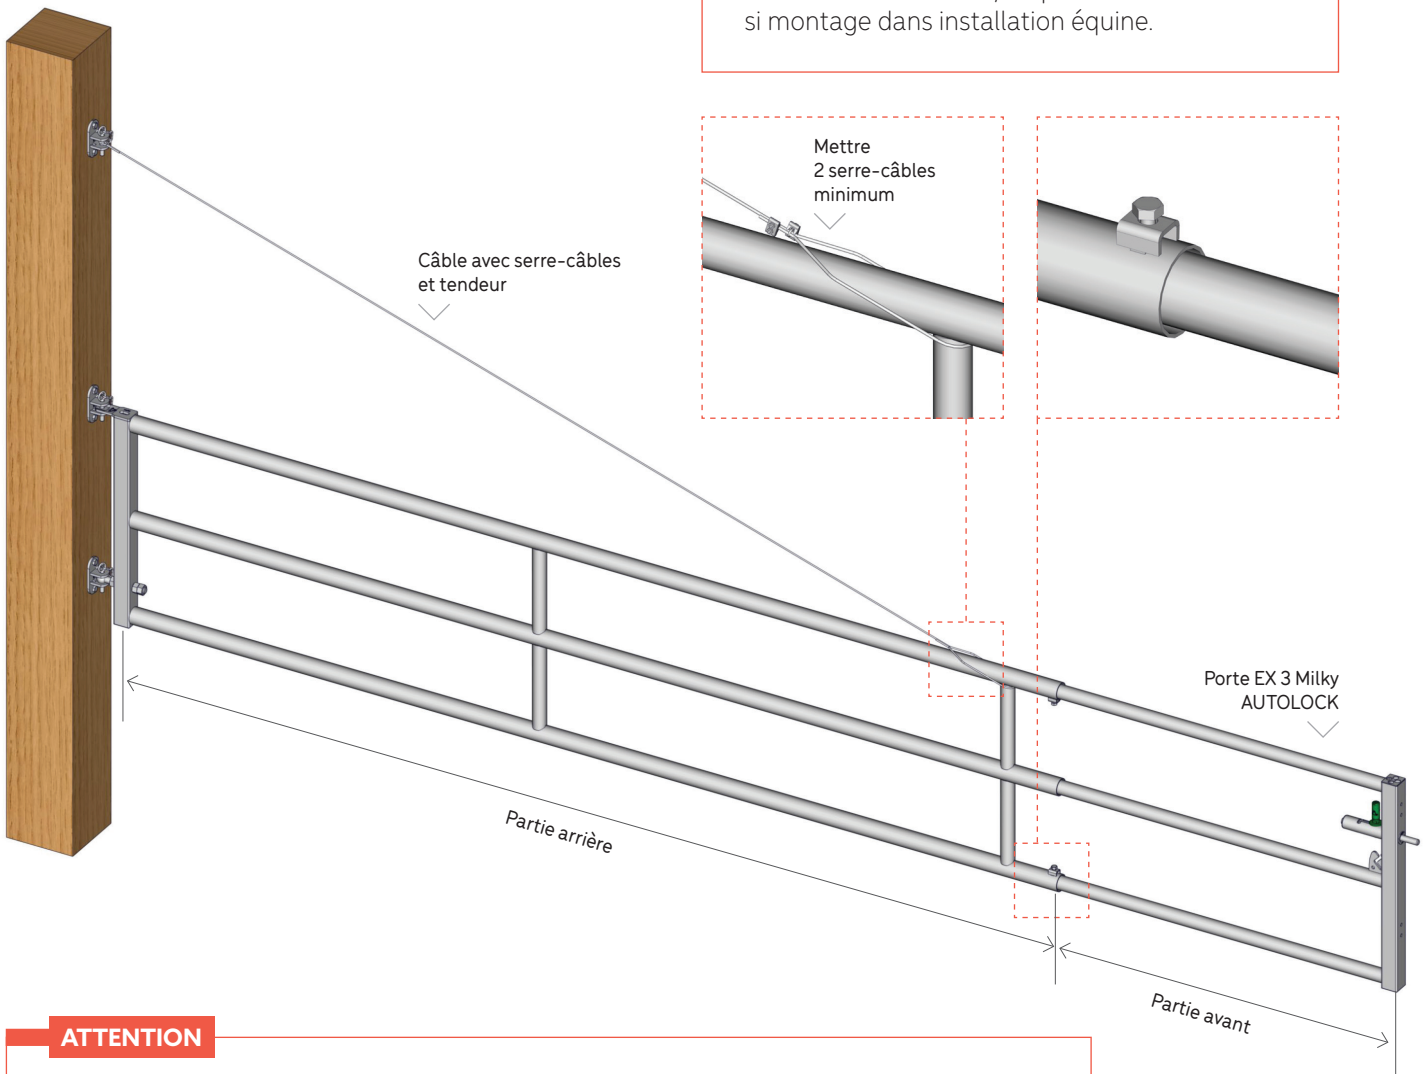 si montage dans installation équine.
Mettre
2 serre-câbles
minimum
Câble avec serre-câbles
et tendeur
Porte EX 3 Milky
AUTOLOCK
Partie arrière
Partie avant
ATTENTION